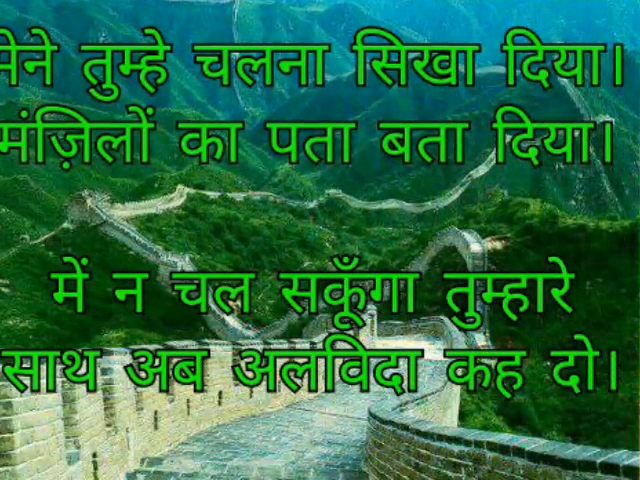 मेने तुम्हे चलना सिखा दिया।
मंज़िलों का पता बता दिया।
में न चल सकूँगा तुम्हारे
साथ अब अलविदा कह दो।